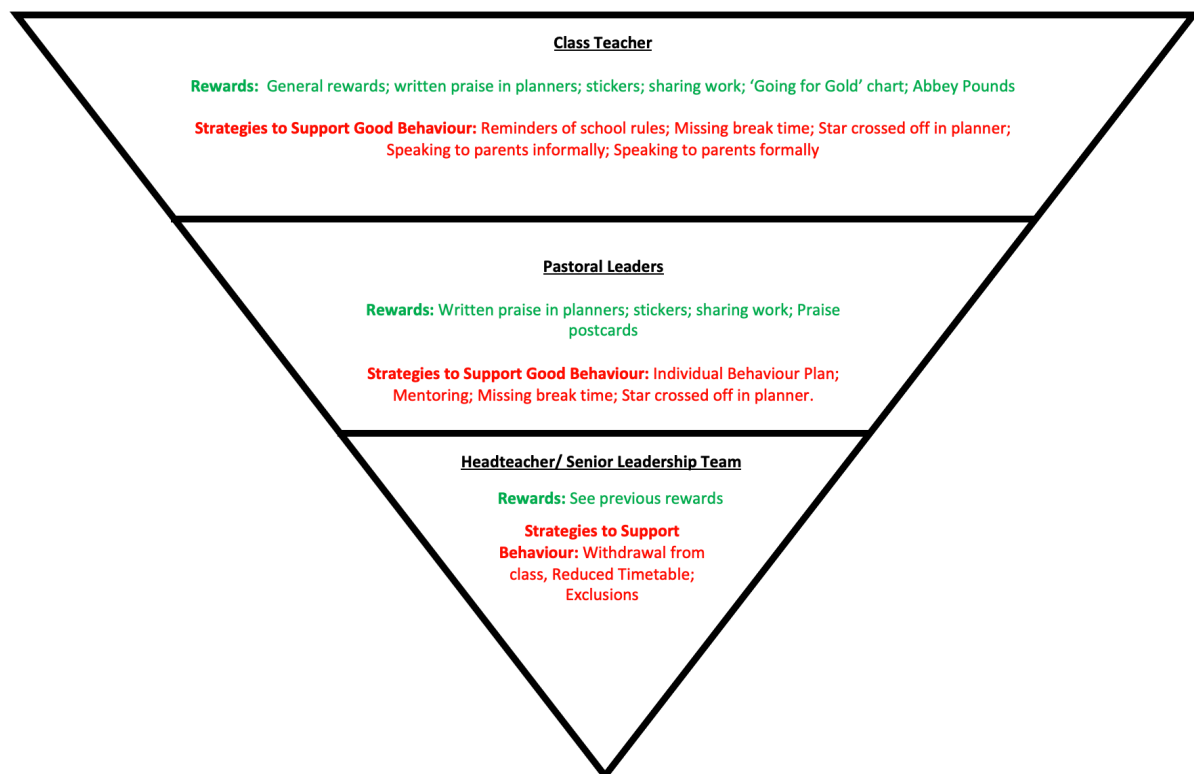 Class Teacher
Rewards:  General rewards; written praise in planners; stickers; sharing work; ‘Going for Gold’ chart; Abbey Pounds
Strategies to Support Good Behaviour: Reminders of school rules; Missing break time; Star crossed off in planner;
Speaking to parents informally; Speaking to parents formally
Pastoral Leaders
Rewards: Written praise in planners; stickers; sharing work; Praise
postcards
Strategies to Support Good Behaviour: Individual Behaviour Plan;
Mentoring; Missing break time; Star crossed off in planner.
Headteacher/ Senior Leadership Team
Rewards: See previous rewards
Strategies to Support
Behaviour: Withdrawal from
class, Reduced Timetable;
Exclusions